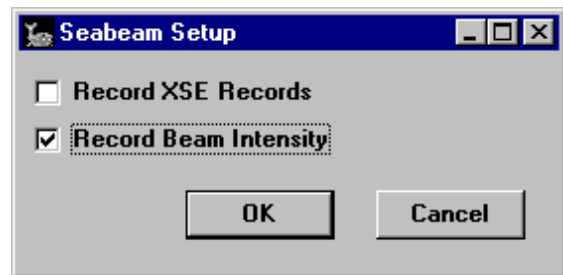 Seabeam Setup
Record XSE Records
Record Beam Intensity
OK Cancel